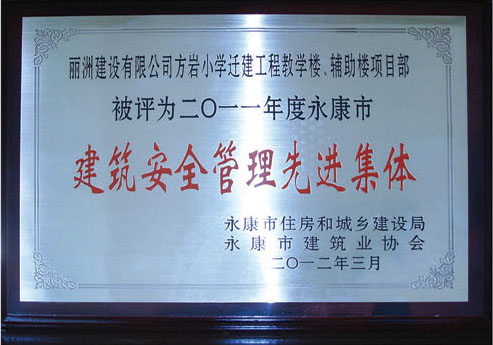 丽洲建设有限公司方岩小学迁建工程教学楼、辅助楼项目部
被评为二〇一一年度永康市
建筑安全管理先进集体
永康市住房和城乡建设局
永康市建筑业协会
二〇一二年三月